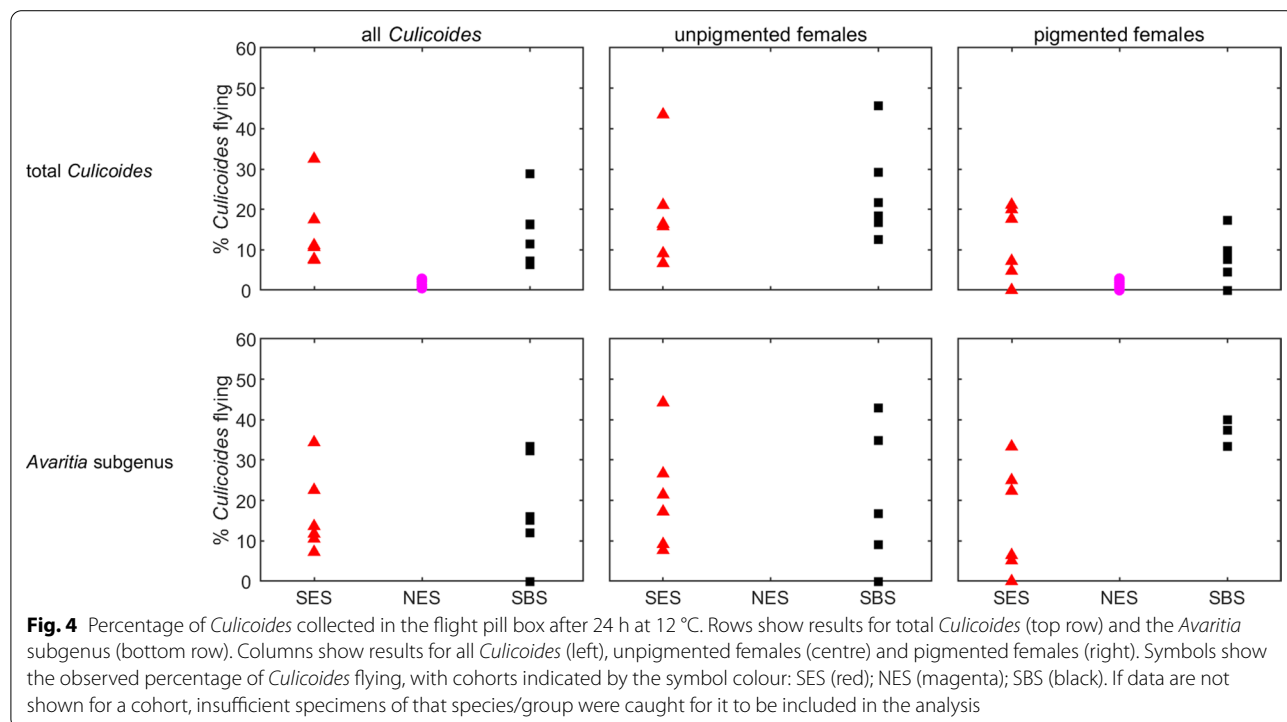 all Culicoides unpigmented females pigmented females
total Culicoides
% Culicoides flying
60
50
40
30
20
10
0
Avaritia subgenus
% Culicoides flying
60
50
40
30
20
10
0
SES NES SBS SES NES SBS SES NES SBS
Fig. 4 Percentage of Culicoides collected in the flight pill box after 24 h at 12 °C. Rows show results for total Culicoides (top row) and the Avaritia
subgenus (bottom row). Columns show results for all Culicoides (left), unpigmented females (centre) and pigmented females (right). Symbols show
the observed percentage of Culicoides flying, with cohorts indicated by the symbol colour: SES (red); NES (magenta); SBS (black). If data are not
shown for a cohort, insufficient specimens of that species/group were caught for it to be included in the analysis